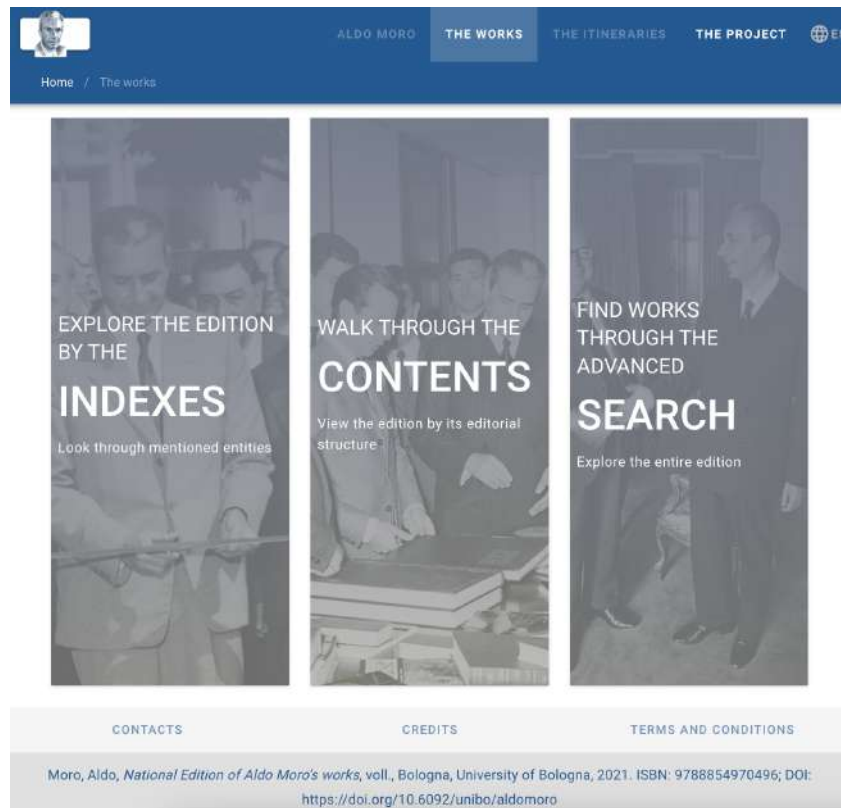 ALDO MORO THE WORKS THE ITINERARIES THE PROJECT
Home / The works
EXPLORE THE EDITION
BY THE
INDEXES
Look through mentioned entities
WALK THROUGH THE
CONTENTS
View the edition by its editorial
structure
FIND WORKS
THROUGH THE
ADVANCED
SEARCH
Explore the entire edition
CONTACTS CREDITS TERMS AND CONDITIONS
Moro, Aldo, National Edition of Aldo Moro's works, voll., Bologna, University of Bologna, 2021. ISBN: 9788854970496; DOI:
https://doi.org/10.6092/unibo/aldomoro